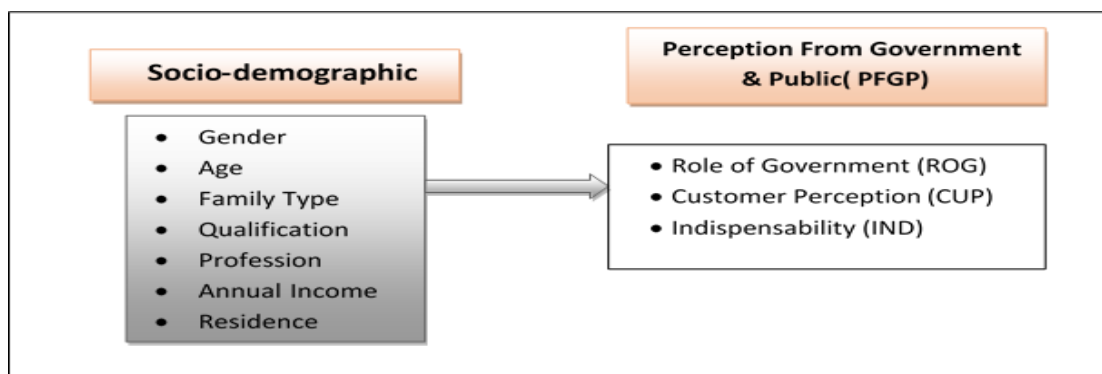 Socio-demographic
• Gender
• Age
• Family Type
• Qualification
• Profession
• Annual Income
• Residence
Perception From Government
& Public( PFGP)
• Role of Government (ROG)
• Customer Perception (CUP)
• Indispensability (IND)